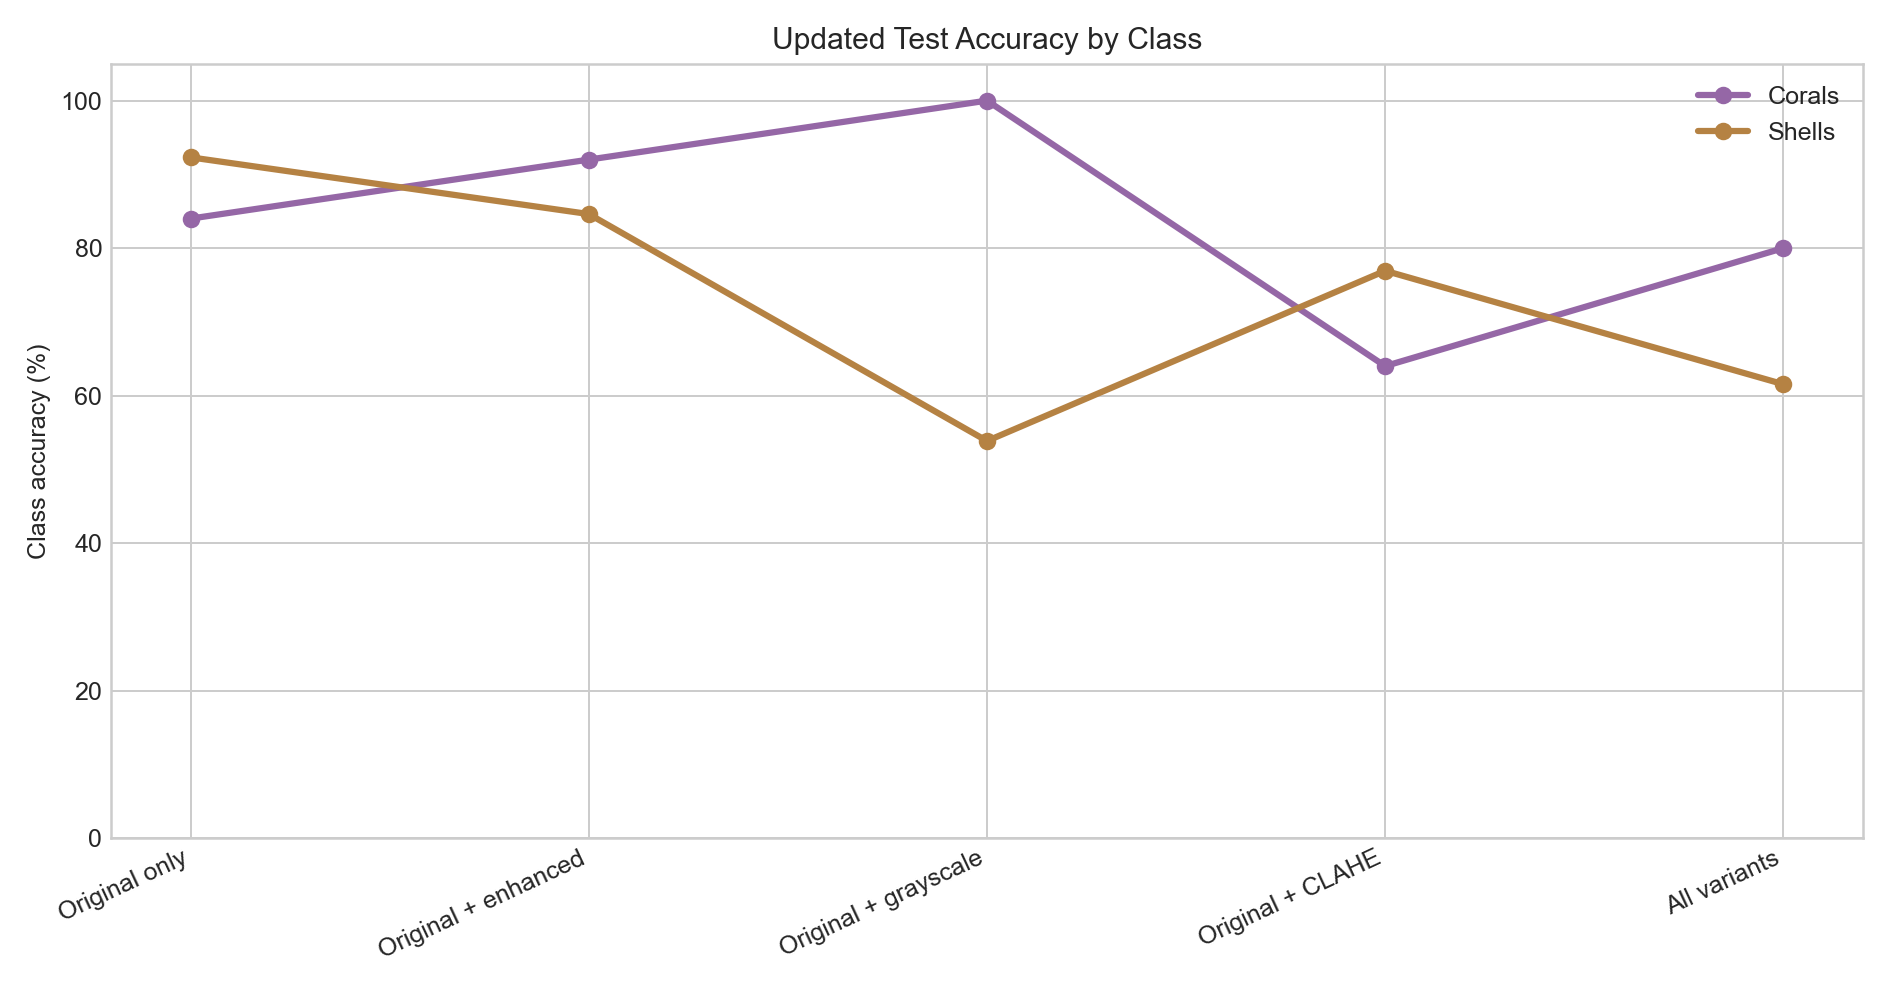 Updated Test Accuracy by Class
Corals
Shells
Class accuracy (%)
100
80
60
40
20
0
Original only
Original + enhanced
Original + grayscale
Original + CLAHE
All variants